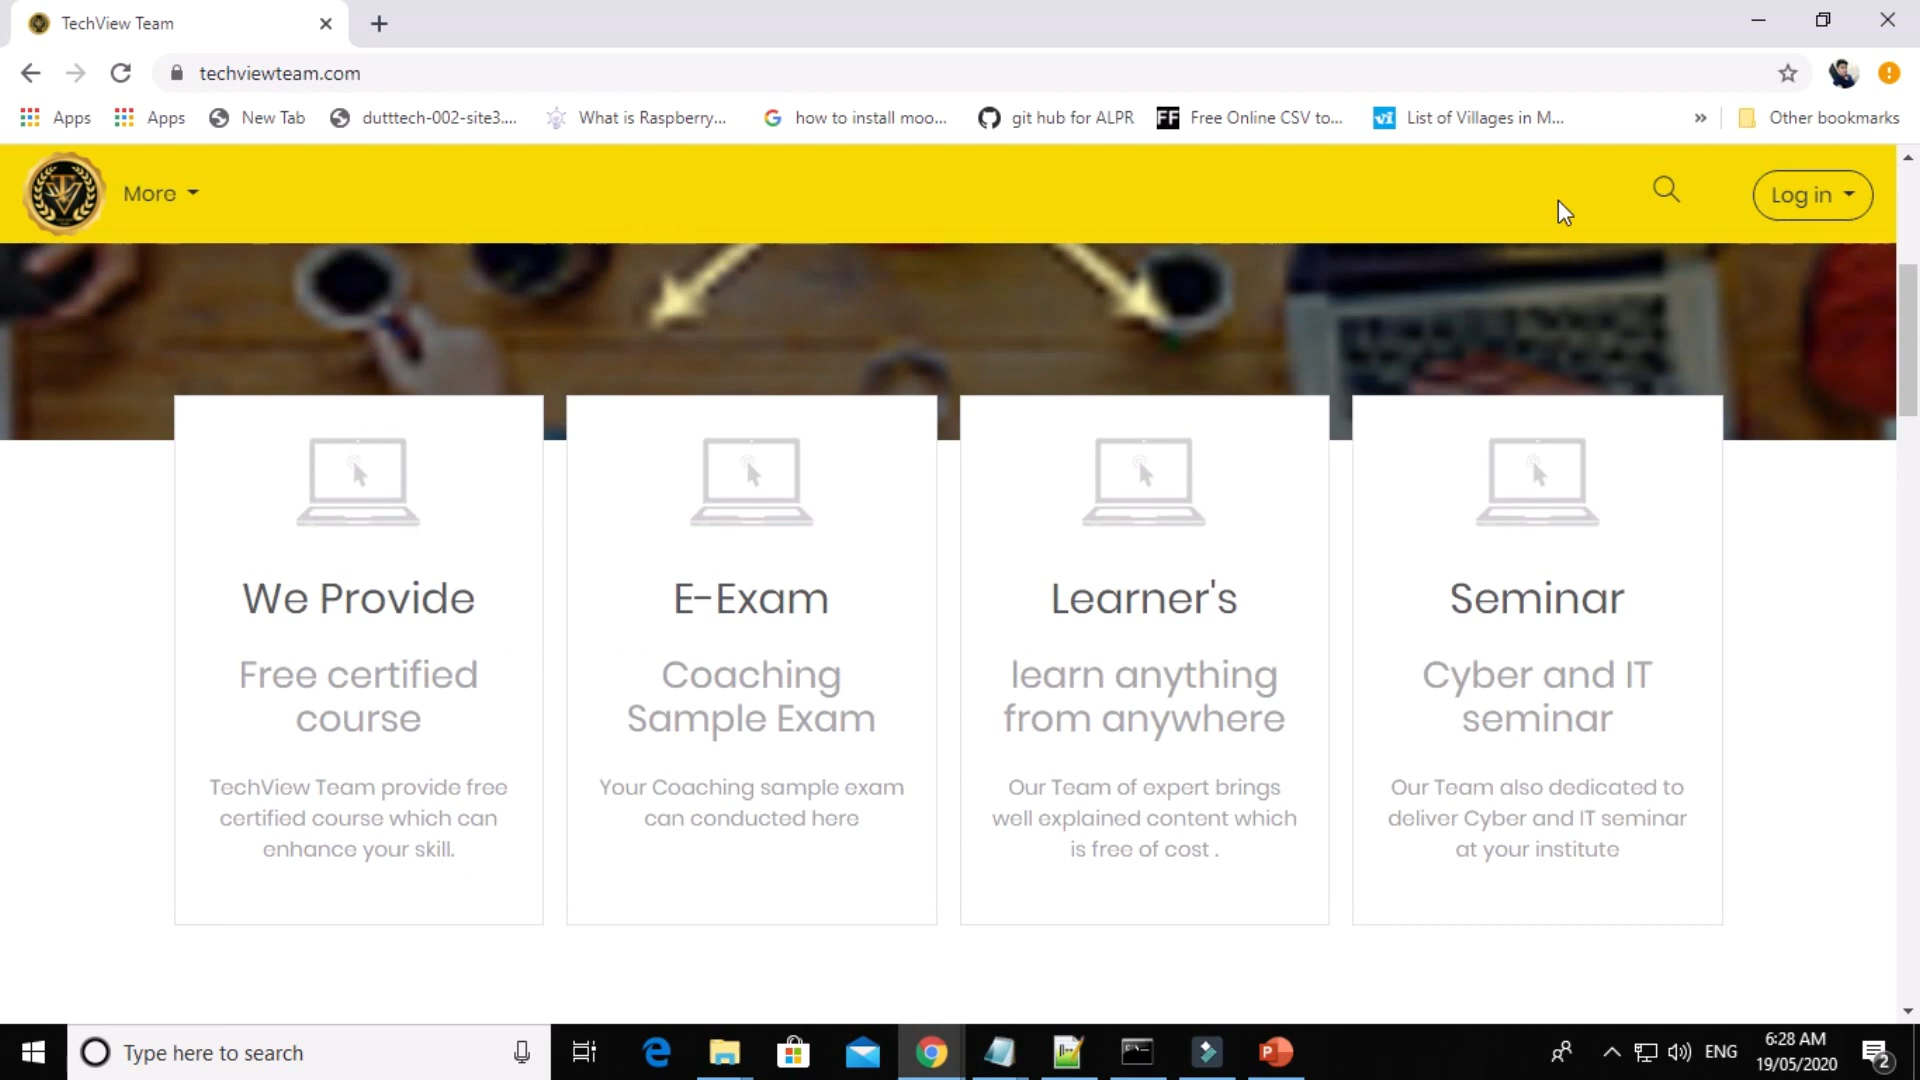 TechView Team
techviewteam.com
Apps Apps New Tab dutttech-002-site3.... What is Raspberry... how to install moo... git hub for ALPR FF Free Online CSV to... vi List of Villages in M... » Other bookmarks
More Log in
We Provide
Free certified
course
TechView Team provide free
certified course which can
enhance your skill.
E-Exam
Coaching
Sample Exam
Your Coaching sample exam
can conducted here
Learner's
learn anything
from anywhere
Our Team of expert brings
well explained content which
is free of cost .
Seminar
Cyber and IT
seminar
Our Team also dedicated to
deliver Cyber and IT seminar
at your institute
Type here to search
ENG
6:28 AM
19/05/2020
2